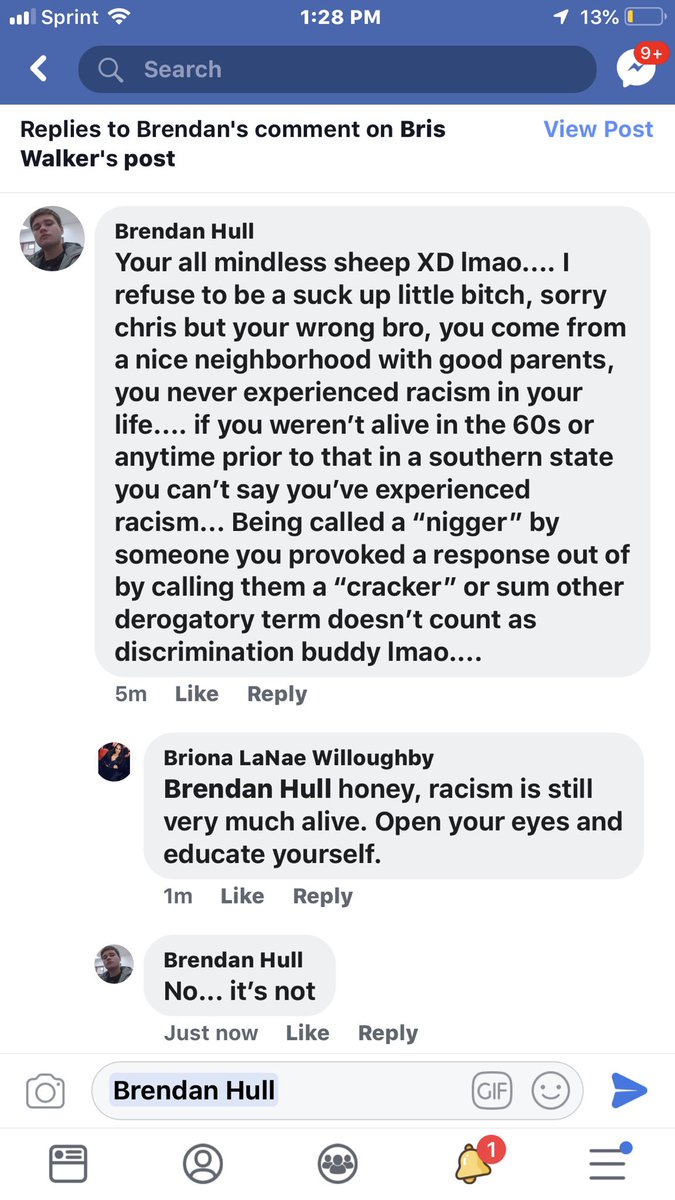 Sprint 1:28 PM 13%
Search
9+
Replies to Brendan's comment on Bris
Walker's post
View Post
Brendan Hull
Your all mindless sheep XD lmao.... I
refuse to be a suck up little bitch, sorry
chris but your wrong bro, you come from
a nice neighborhood with good parents,
you never experienced racism in your
life.... if you weren’t alive in the 60s or
anytime prior to that in a southern state
you can’t say you’ve experienced
racism... Being called a “nigger” by
someone you provoked a response out of
by calling them a “cracker” or sum other
derogatory term doesn’t count as
discrimination buddy lmao....
5m Like Reply
Briona LaNae Willoughby
Brendan Hull honey, racism is still
very much alive. Open your eyes and
educate yourself.
1m Like Reply
Brendan Hull
No... it’s not
Just now Like Reply
Brendan Hull
GIF
1